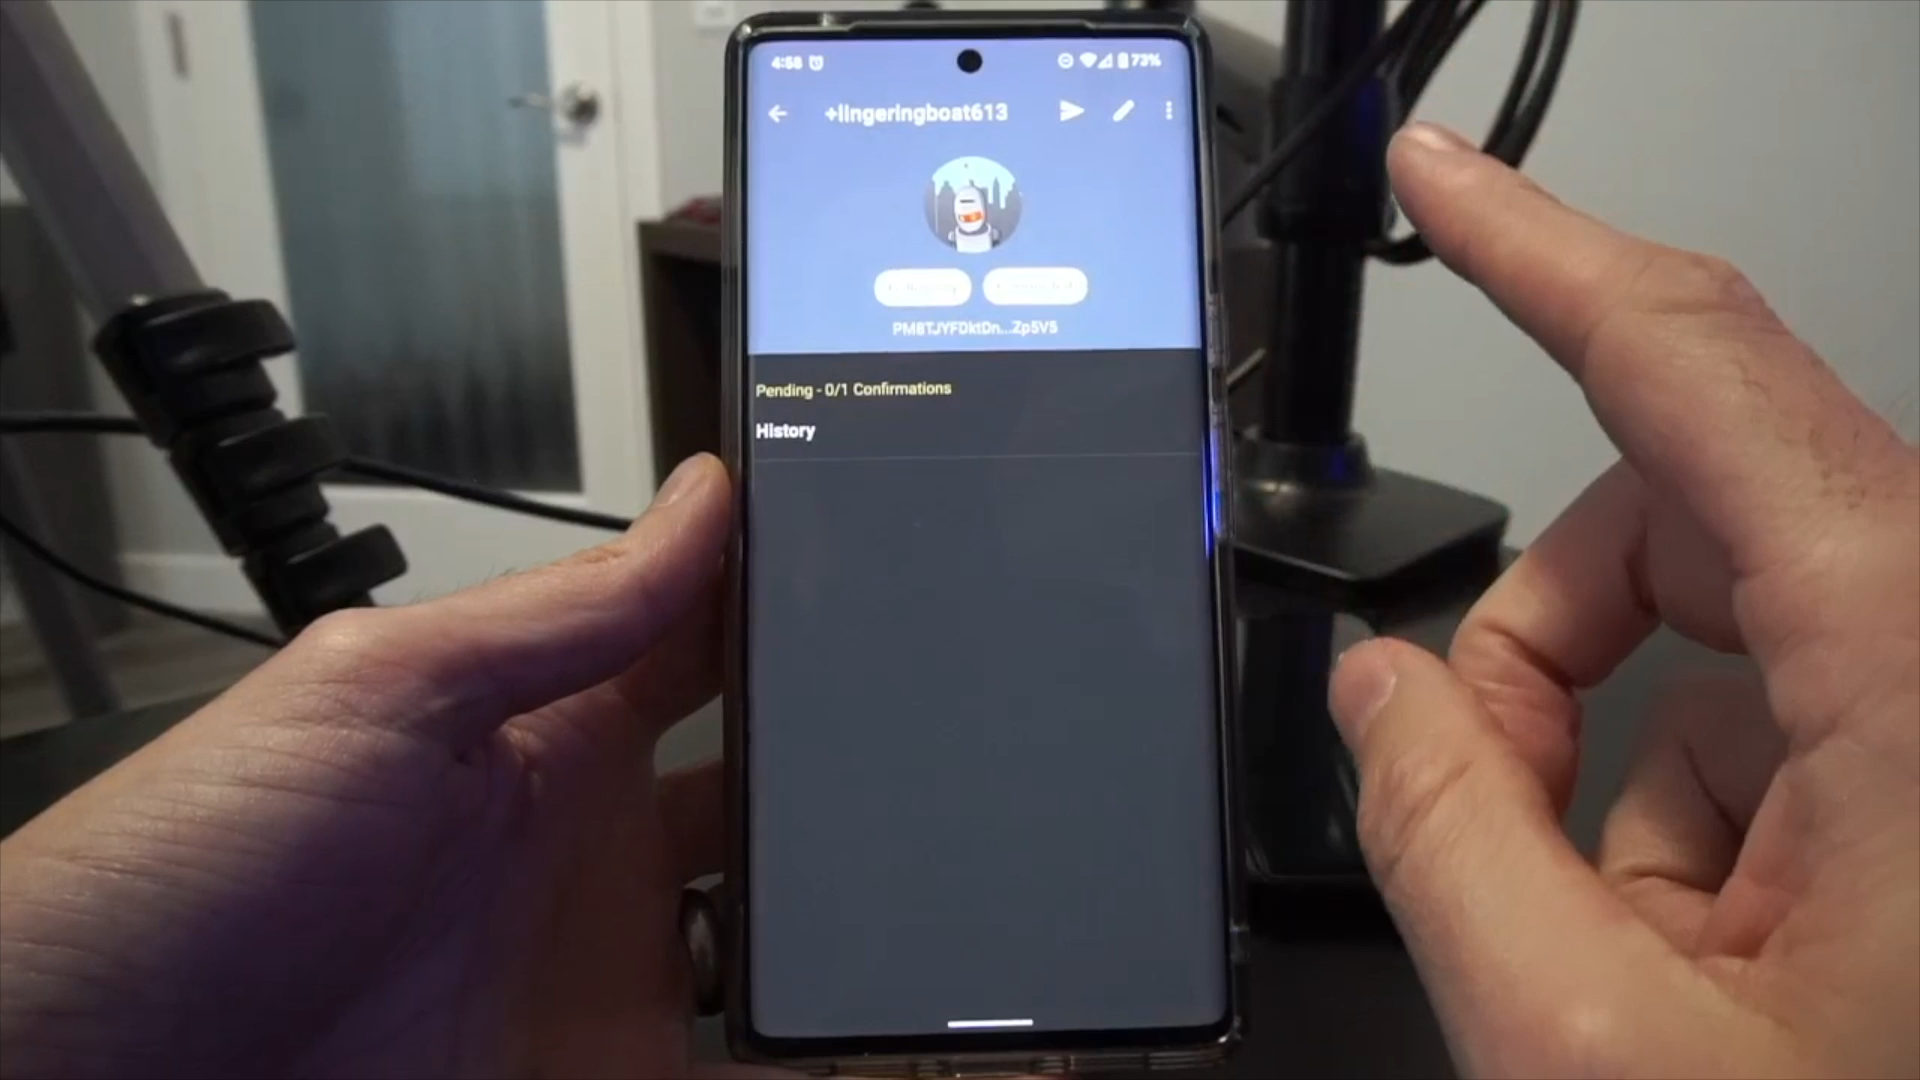 4:58 73%
+lingeringboat613
PM8TJYFDktDn...Zp5V5
Pending - 0/1 Confirmations
History